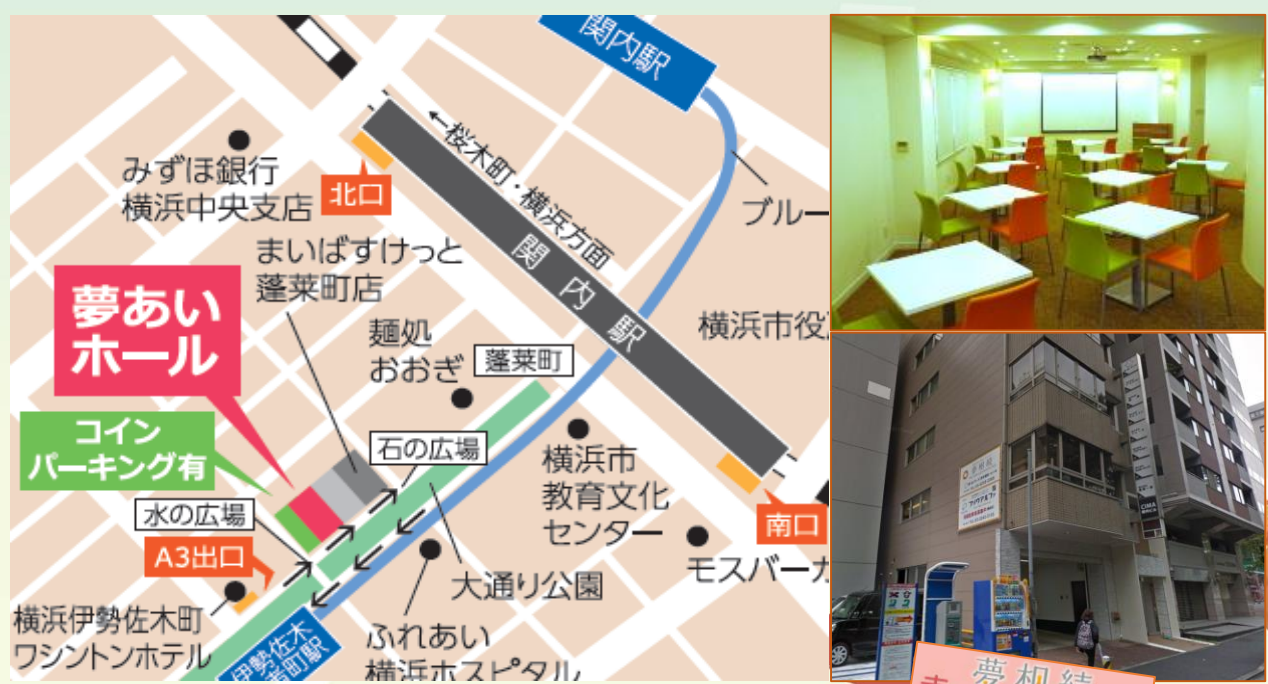 関内駅
←桜木町・横浜方面
みずほ銀行
横浜中央支店
北口
ブルー
まいばすけっと
蓬莱町店
関内駅
夢あい
ホール
麺処
おおぎ
蓬莱町
横浜市役
コイン
パーキング有
石の広場
横浜市
教育文化
センター
水の広場
南口
A3出口
モスバーガ
大通り公園
横浜伊勢佐木町
ワシントンホテル
伊勢佐木
者町駅
ふれあい
横浜ホスピタル
夢相続
CIMA
夢相続